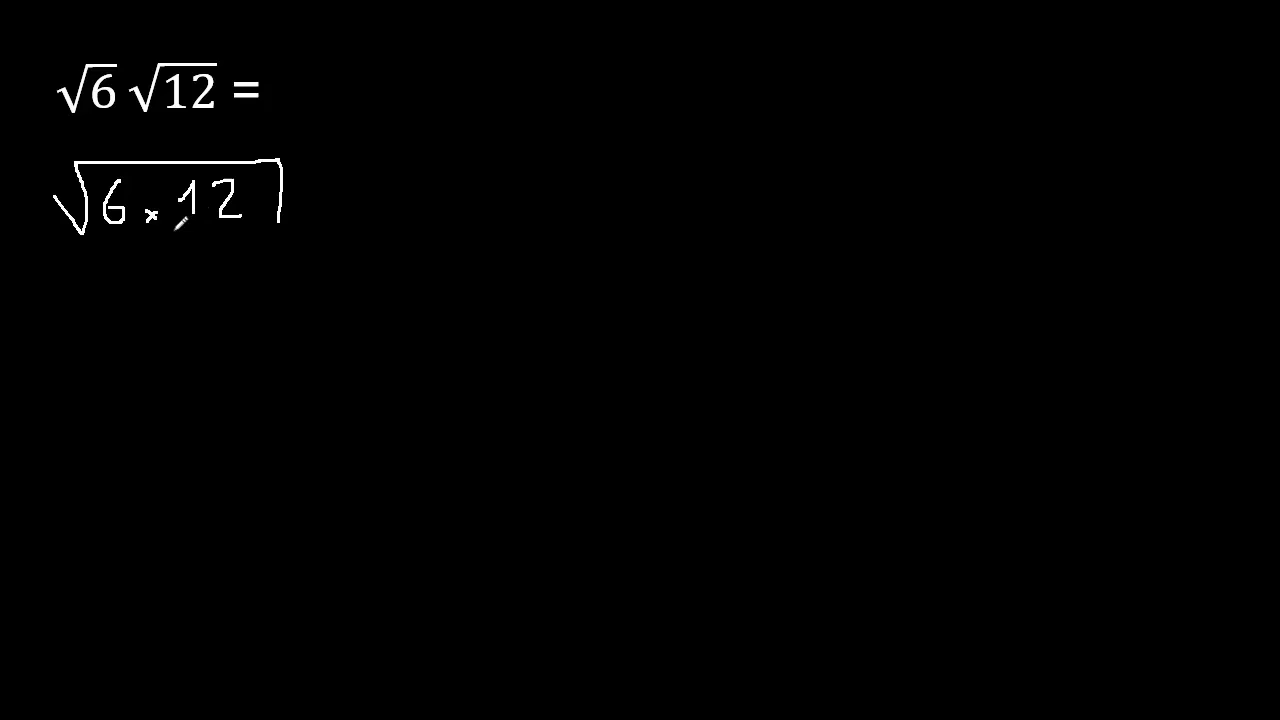 √6 √12 =
√6 × 12